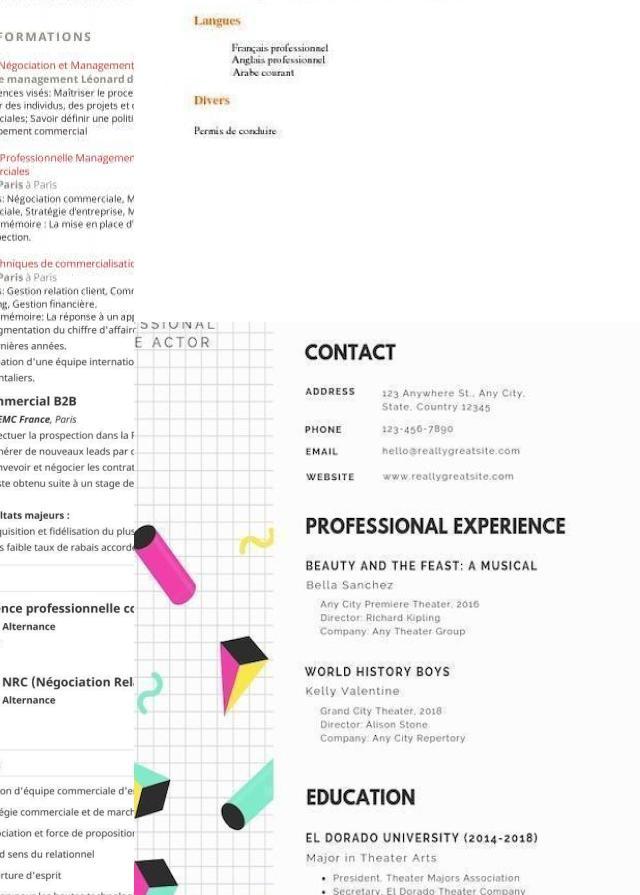 FORMATIONS
Négociation et Management
e management Léonard d
ences visés: Maîtriser le proce
r des individus, des projets et
ciales; Savoir définir une politi
pement commercial
Professionnelle Managemen
rciales
Paris à Paris
s: Négociation commerciale, M
ciale, Stratégie d'entreprise, M
mémoire : La mise en place d'
ection.
hniques de commercialisatio
Paris à Paris
s: Gestion relation client, Comm
ng, Gestion financière.
mémoire: La réponse à un app
gmentation du chiffre d'affaire
rnières années.
ation d'une équipe internatio
ntaliers.
mmercial B2B
EMC France, Paris
ectuer la prospection dans la F
nérer de nouveaux leads par
nvevoir et négocier les contrat
ste obtenu suite à un stage de
ltats majeurs :
quisition et fidélisation du plus
s faible taux de rabais accord
nce professionnelle co
Alternance
NRC (Négociation Rel
Alternance
on d'équipe commerciale d'e
égie commerciale et de march
ociation et force de proposition
d sens du relationnel
rture d'esprit
Langues
Français professionnel
Anglais professionnel
Arabe courant
Divers
Permis de conduire
SSIONAL
E ACTOR
CONTACT
ADDRESS 123 Anywhere St., Any City,
State, Country 12345
PHONE 123-456-7890
EMAIL hello@reallygreatsite.com
WEBSITE www.reallygreatsite.com
PROFESSIONAL EXPERIENCE
BEAUTY AND THE FEAST: A MUSICAL
Bella Sanchez
Any City Premiere Theater, 2016
Director: Richard Kipling
Company: Any Theater Group
WORLD HISTORY BOYS
Kelly Valentine
Grand City Theater, 2018
Director: Alison Stone
Company: Any City Repertory
EDUCATION
EL DORADO UNIVERSITY (2014-2018)
Major in Theater Arts
• President, Theater Majors Association
• Secretary, El Dorado Theater Company